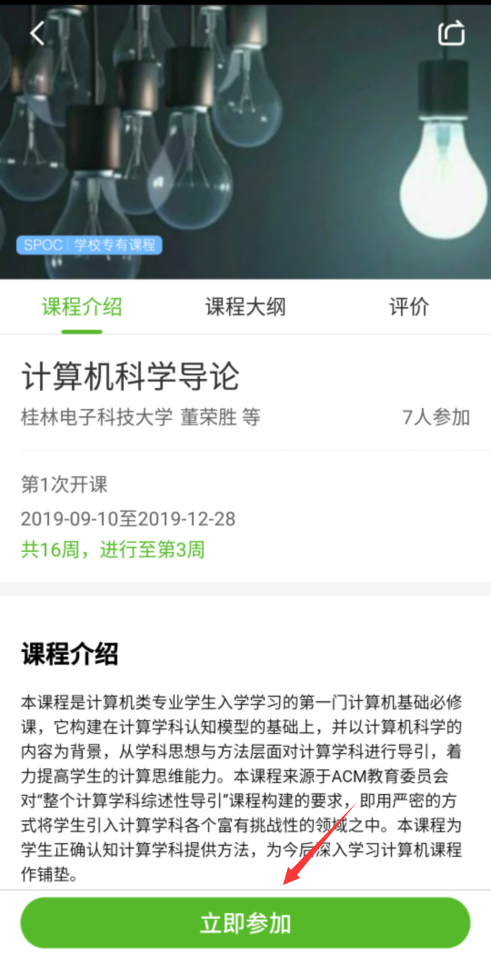 SPOC | 学校专有课程
课程介绍 课程大纲 评价
计算机科学导论
桂林电子科技大学 董荣胜 等 7人参加
第1次开课
2019-09-10至2019-12-28
共16周，进行至第3周
课程介绍
本课程是计算机类专业学生入学学习的第一门计算机基础必修
课，它构建在计算学科认知模型的基础上，并以计算机科学的
内容为背景，从学科思想与方法层面对计算学科进行导引，着
力提高学生的计算思维能力。本课程来源于ACM教育委员会
对“整个计算学科综述性导引”课程构建的要求，即用严密的方
式将学生引入计算学科各个富有挑战性的领域之中。本课程为
学生正确认知计算学科提供方法，为今后深入学习计算机课程
作铺垫。
立即参加